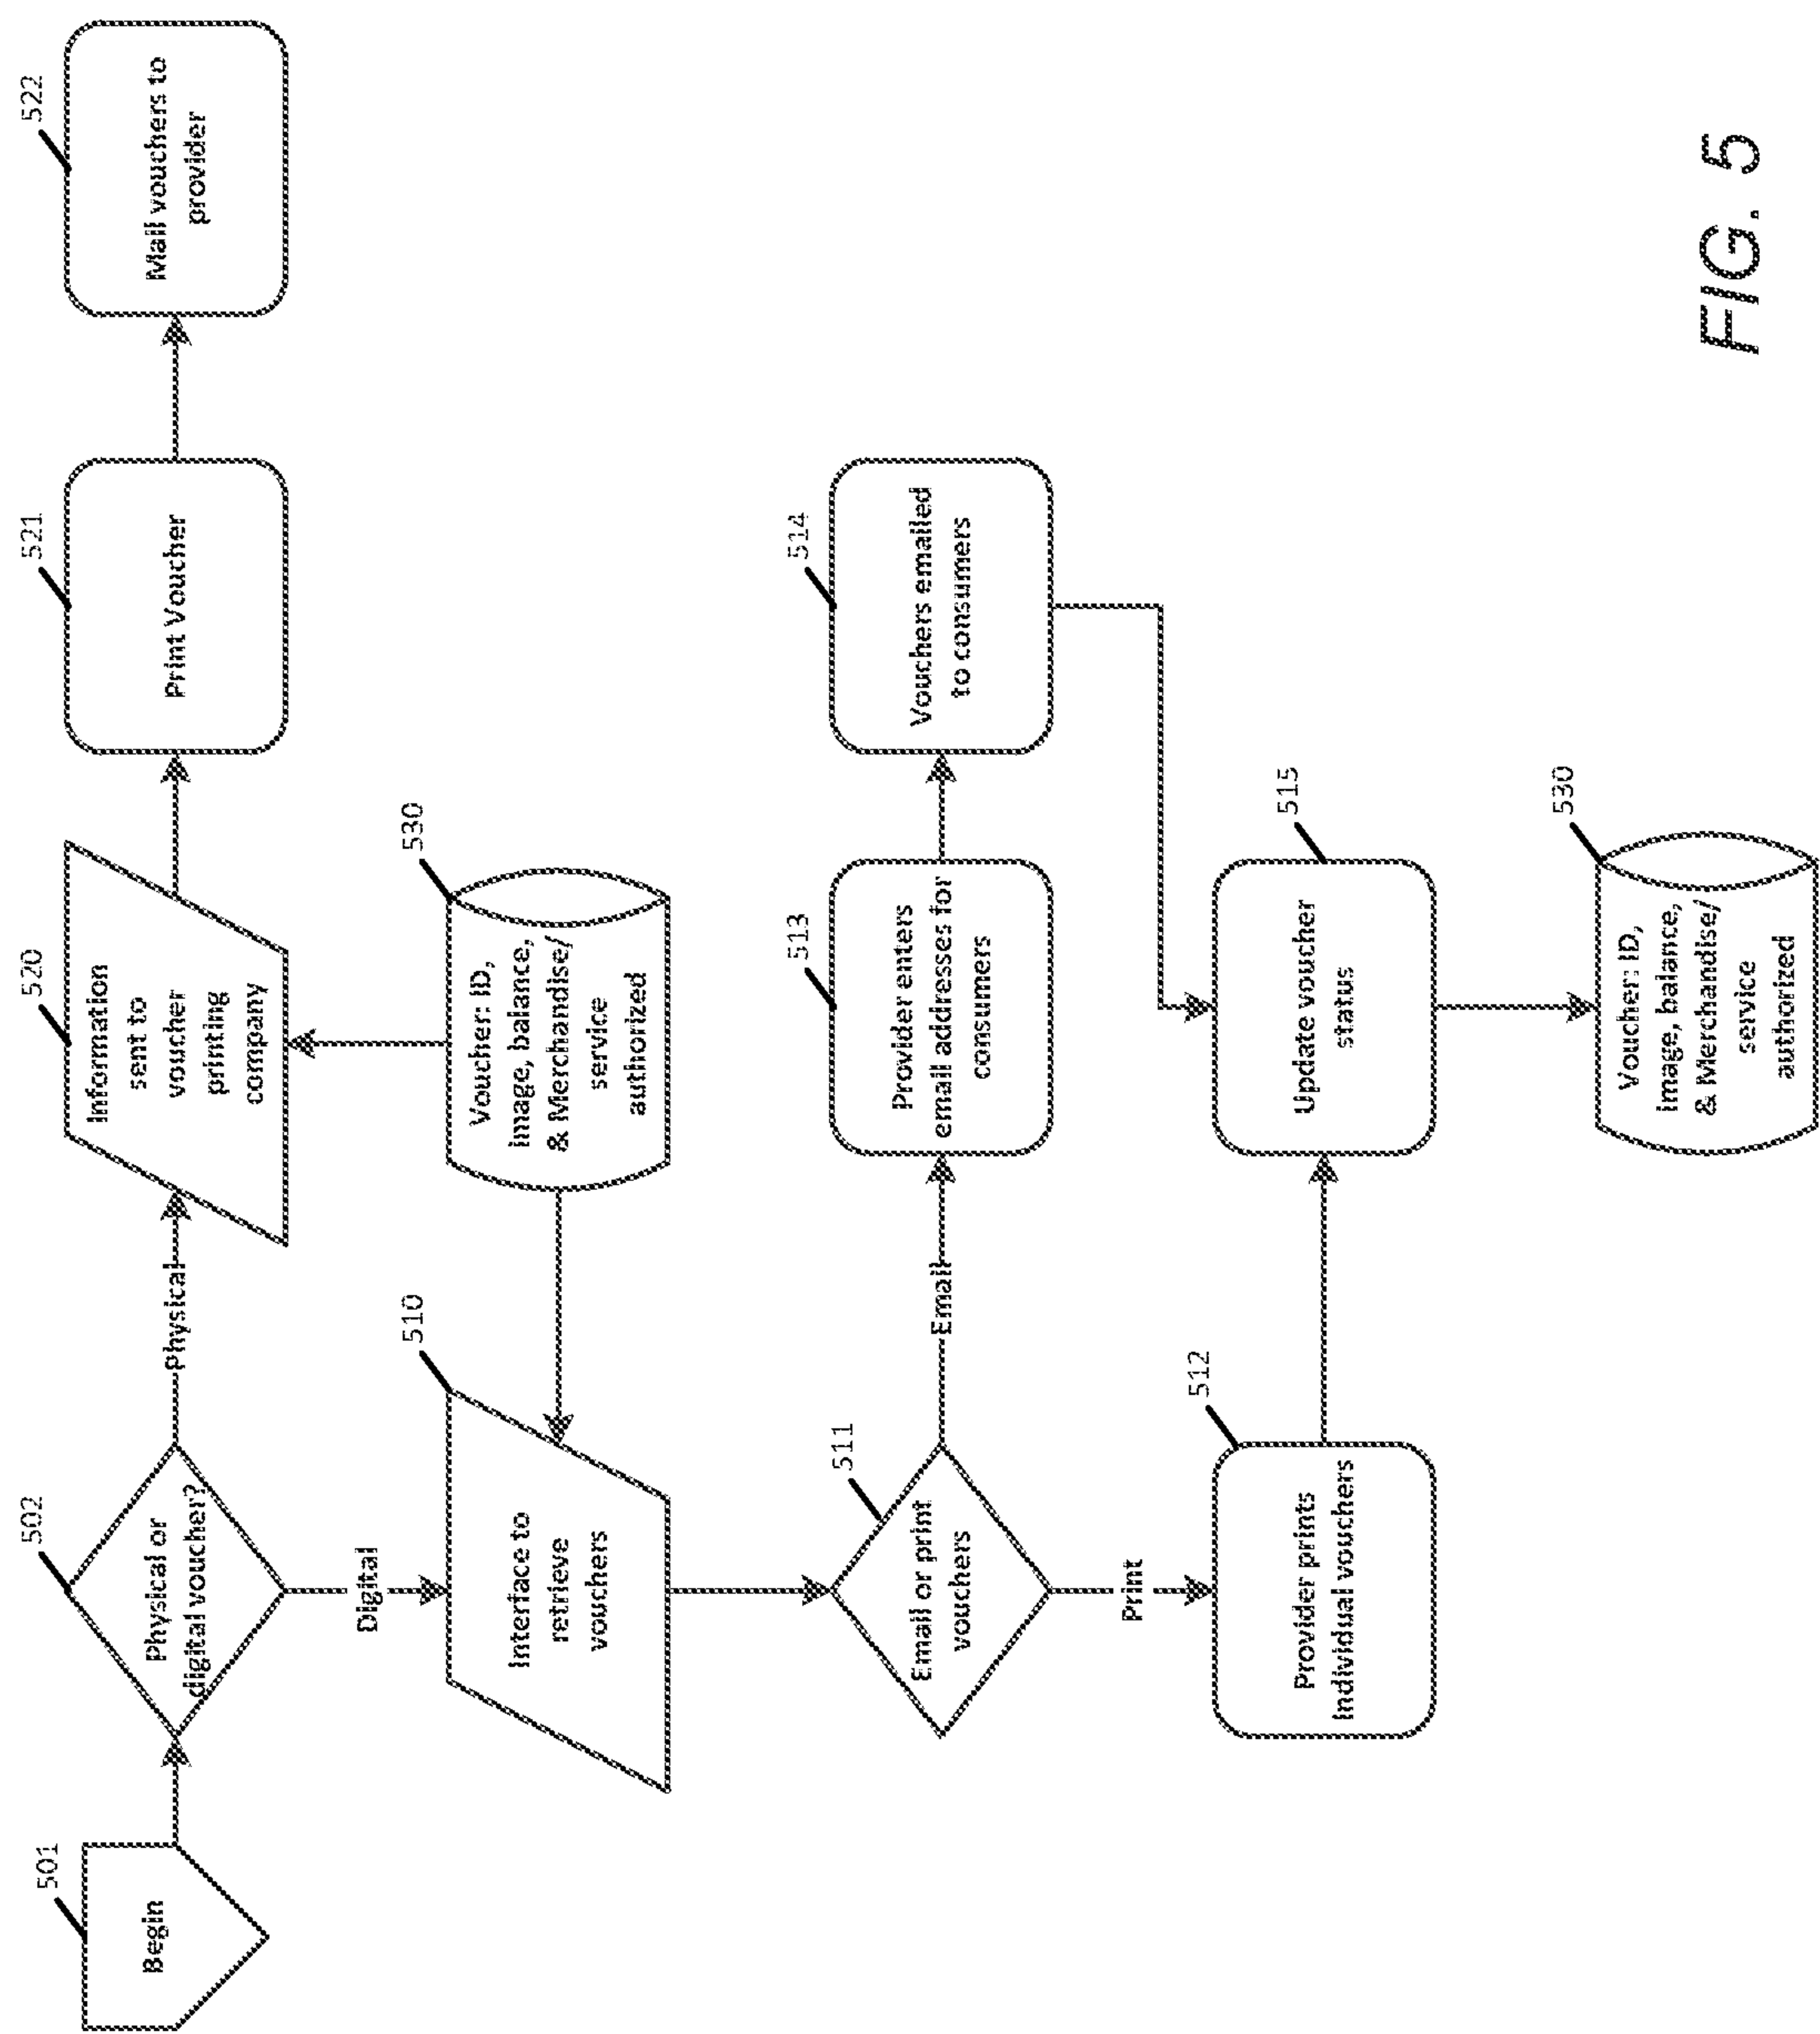 501
Begin
502
Physical or
digital voucher?
Physical
520
Information
sent to
voucher
printing
company
521
Print Voucher
522
Mail vouchers to
provider
Digital
510
Interface to
retrieve
vouchers
530
Voucher: ID,
image, balance,
& Merchandise/
service
authorized
511
Email or print
vouchers
Email
513
Provider enters
email addresses for
consumers
514
Vouchers emailed
to consumers
Print
512
Provider prints
individual vouchers
515
Update voucher
status
530
Voucher: ID,
image, balance,
& Merchandise/
service
authorized
FIG. 5